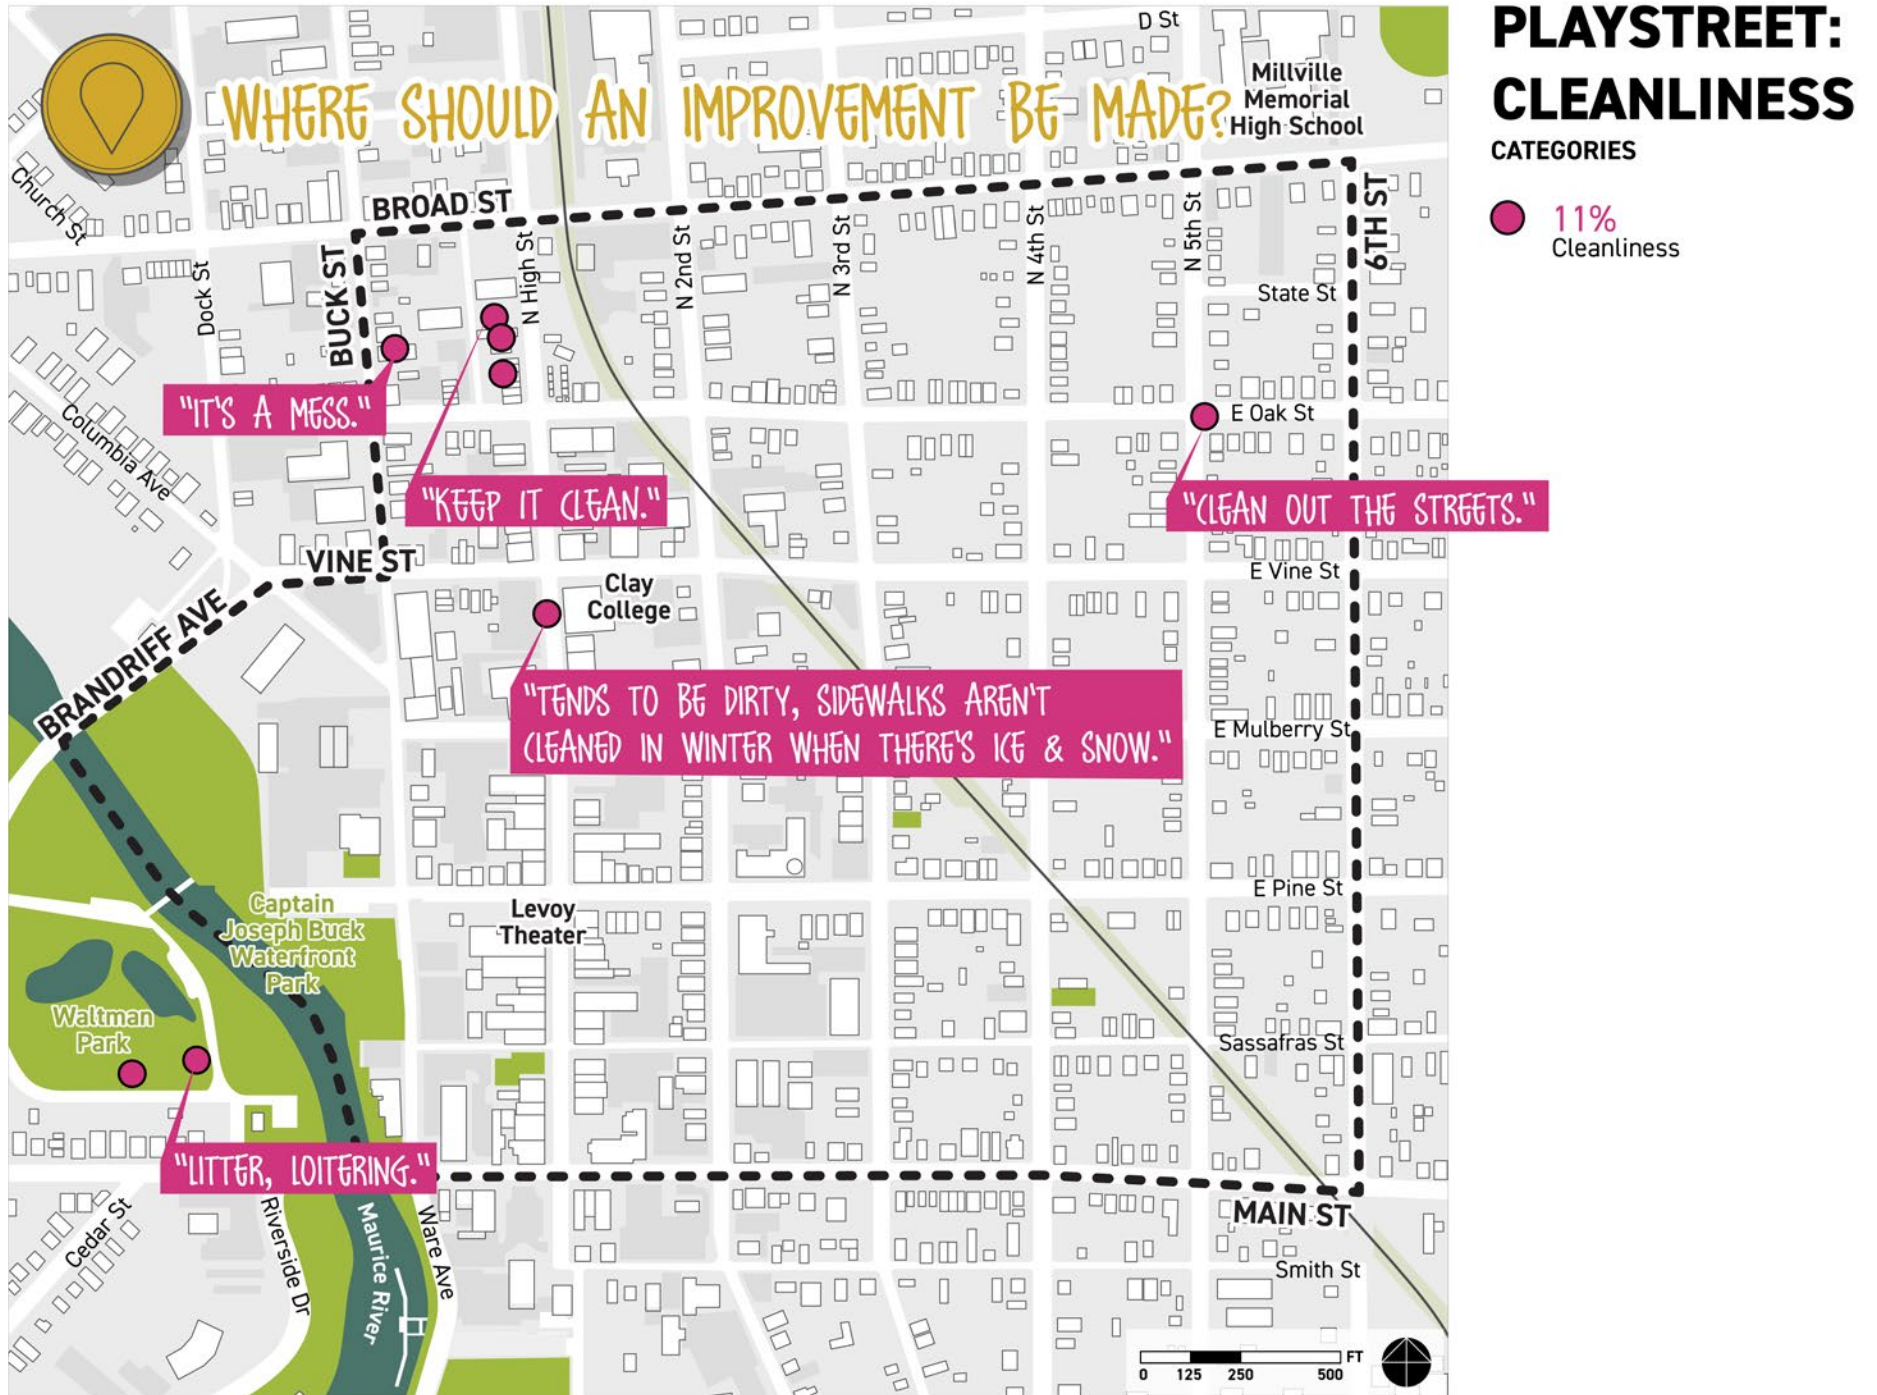 PLAYSTREET:
CLEANLINESS
CATEGORIES
11%
Cleanliness
WHERE SHOULD AN IMPROVEMENT BE MADE?
D St
Millville
Memorial
High School
Church St
BROAD ST
6TH ST
BUCK ST
Dock St
N High St
N 2nd St
N 3rd St
N 4th St
N 5th St
State St
"IT'S A MESS."
E Oak St
Columbia Ave
"KEEP IT CLEAN."
"CLEAN OUT THE STREETS."
VINE ST
E Vine St
Clay
College
BRANDRIFF AVE
"TENDS TO BE DIRTY, SIDEWALKS AREN'T
CLEANED IN WINTER WHEN THERE'S ICE & SNOW."
E Mulberry St
E Pine St
Captain
Joseph Buck
Waterfront
Park
Levoy
Theater
Waltman
Park
Sassafras St
"LITTER, LOITERING."
MAIN ST
Cedar St
Riverside Dr
Maurice River
Ware Ave
Smith St
0 125 250 500 FT